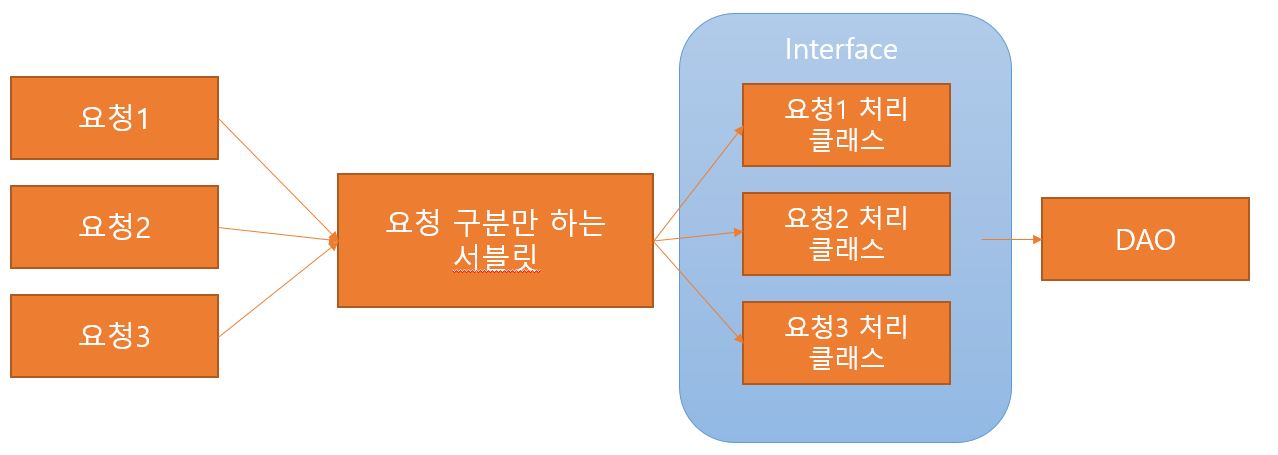 요청1
요청2
요청3
요청 구분만 하는
서블릿
Interface
요청1 처리
클래스
요청2 처리
클래스
요청3 처리
클래스
DAO